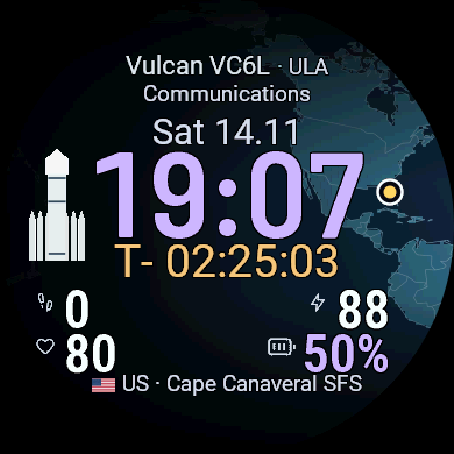 Vulcan VC6L · ULA
Communications
Sat 14.11
19:07
T- 02:25:03
0 88
80 50%
US · Cape Canaveral SFS